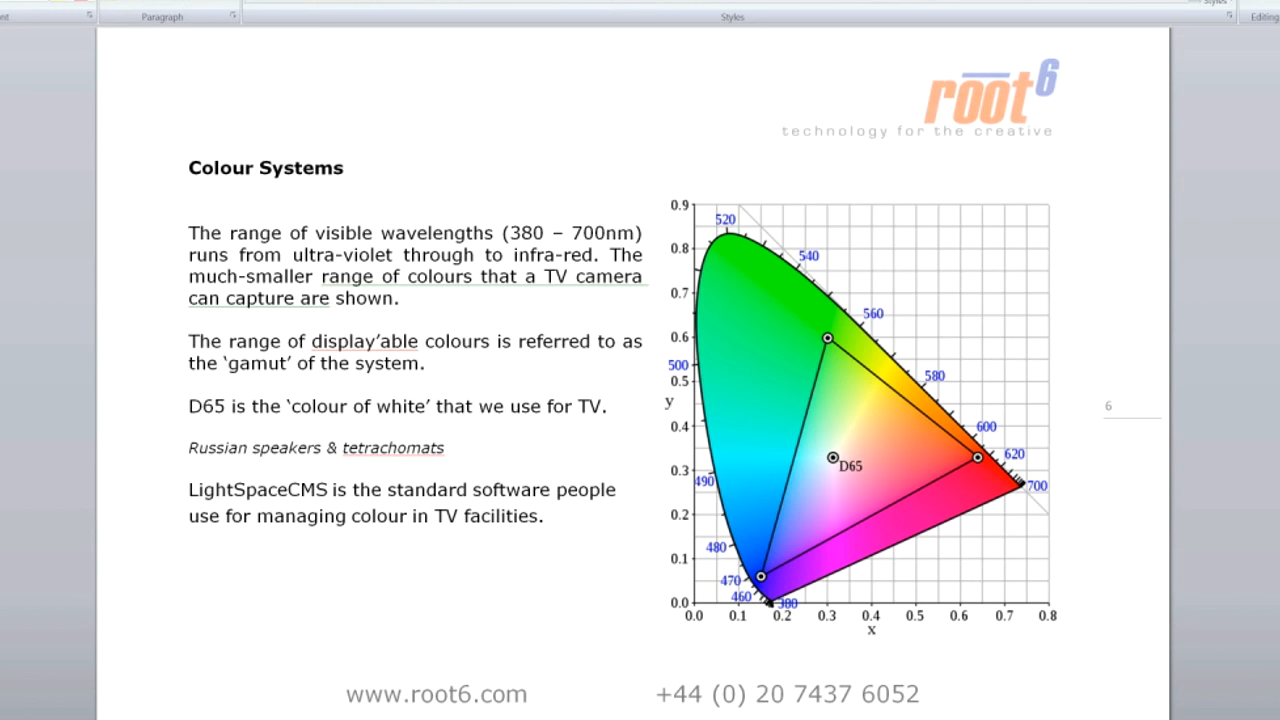 Paragraph
Styles
Styles
Editing
root6
technology for the creative
Colour Systems
The range of visible wavelengths (380 – 700nm)
runs from ultra-violet through to infra-red. The
much-smaller range of colours that a TV camera
can capture are shown.
The range of display’able colours is referred to as
the ‘gamut’ of the system.
D65 is the ‘colour of white’ that we use for TV.
Russian speakers & tetrachomats
LightSpaceCMS is the standard software people
use for managing colour in TV facilities.
0.9
0.8
0.7
0.6
0.5
0.4
0.3
0.2
0.1
0.0
y
0.0 0.1 0.2 0.3 0.4 0.5 0.6 0.7 0.8
x
520
540
560
580
600
620
700
500
490
480
470
460
380
D65
6
www.root6.com +44 (0) 20 7437 6052